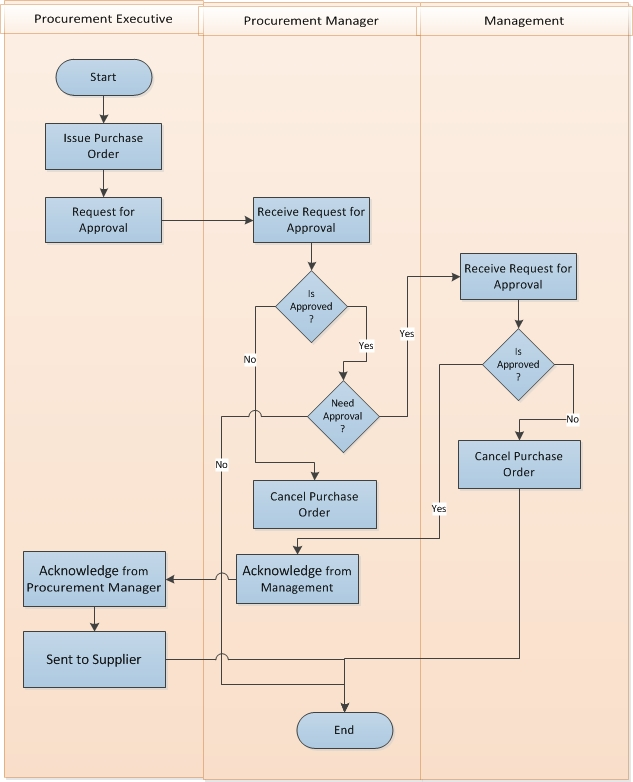 Procurement Executive
Procurement Manager
Management
Start
Issue Purchase
Order
Request for
Approval
Receive Request for
Approval
Receive Request for
Approval
Is
Approved
?
Yes
No
Yes
Is
Approved
?
Need
Approval
?
No
No
Cancel Purchase
Order
Cancel Purchase
Order
Yes
Acknowledge from
Procurement Manager
Acknowledge from
Management
Sent to Supplier
End